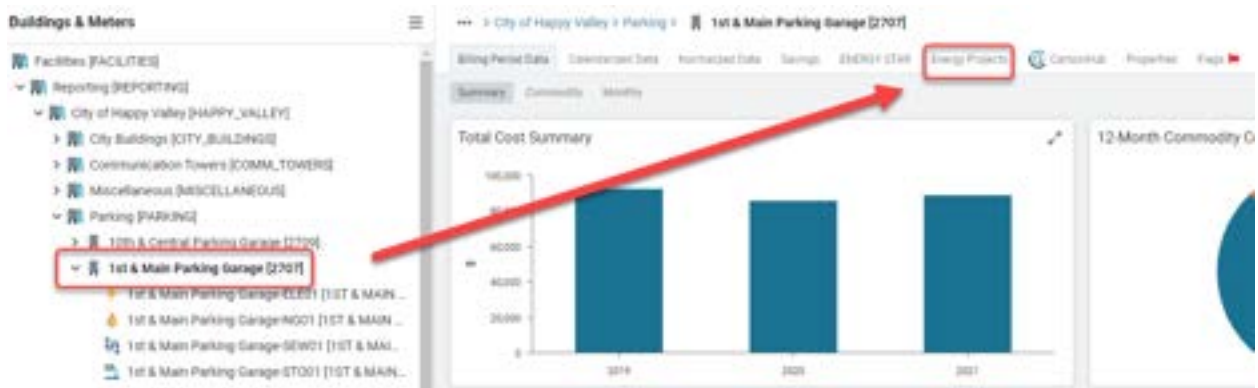 Buildings & Meters
Facilities [FACILITIES]
Reporting [REPORTING]
City of Happy Valley [HAPPY_VALLEY]
City Buildings [CITY_BUILDINGS]
Communication Towers [COMM_TOWERS]
Miscellaneous [MISCELLANEOUS]
Parking [PARKING]
10th & Central Parking Garage [2709]
1st & Main Parking Garage [2707]
1st & Main Parking Garage-ELE01 [1ST & MAIN ...
1st & Main Parking Garage-NG01 [1ST & MAIN ...
1st & Main Parking Garage-SEW01 [1ST & MAI...
1st & Main Parking Garage-STO01 [1ST & MAIN...
••• > City of Happy Valley > Parking > 1st & Main Parking Garage [2707]
Billing Period Data Calendarized Data Normalized Data Savings ENERGY STAR Energy Projects CarbonHub Properties Flags
Summary Commodity Monthly
Total Cost Summary
100,000
60,000
40,000
20,000
0
$
2019 2020 2021
12-Month Commodity C